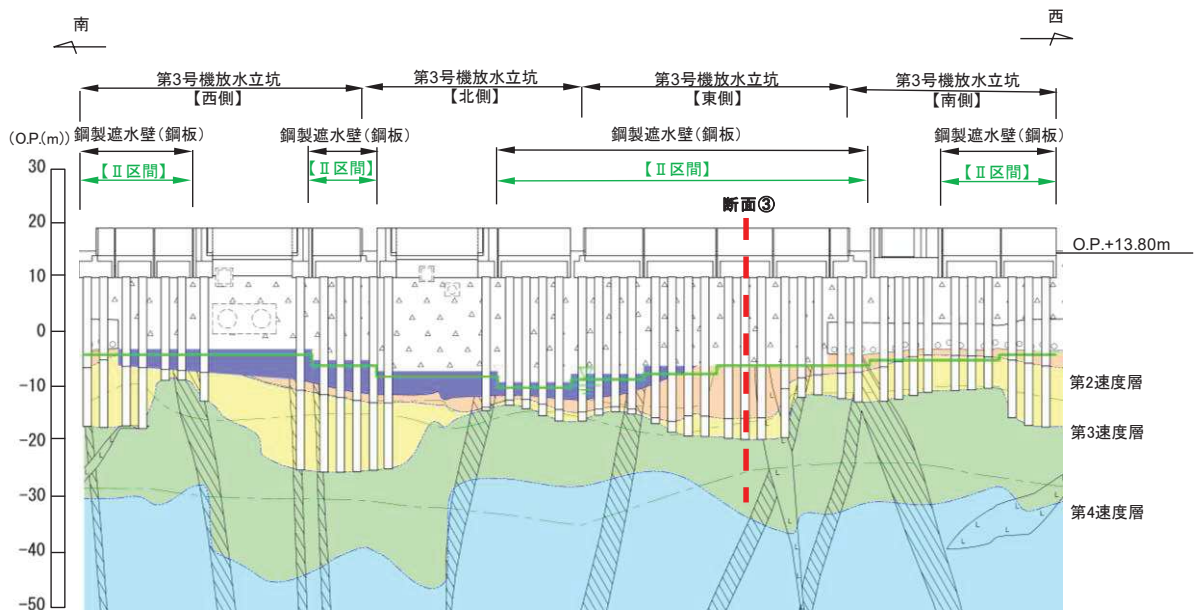 南
西
第3号機放水立坑
【西側】
第3号機放水立坑
【北側】
第3号機放水立坑
【東側】
第3号機放水立坑
【南側】
(O.P.(m))
鋼製遮水壁(鋼板)
鋼製遮水壁(鋼板)
鋼製遮水壁(鋼板)
鋼製遮水壁(鋼板)
【Ⅱ区間】
【Ⅱ区間】
【Ⅱ区間】
【Ⅱ区間】
断面③
O.P.+13.80m
30
20
10
0
-10
-20
-30
-40
-50
第2速度層
第3速度層
第4速度層